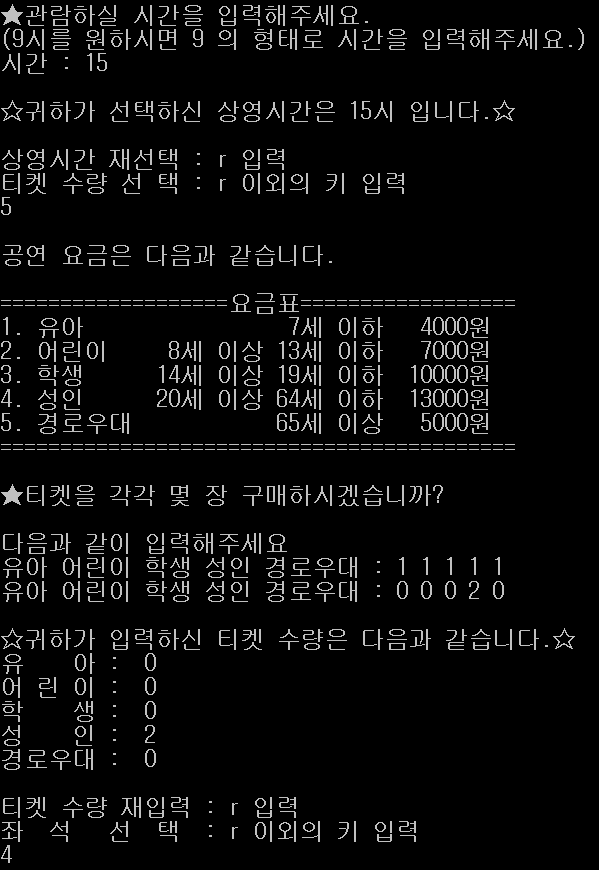 ★관람하실 시간을 입력해주세요.
(9시를 원하시면 9 의 형태로 시간을 입력해주세요.)
시간 : 15
☆귀하가 선택하신 상영시간은 15시 입니다.☆
상영시간 재선택 : r 입력
티켓 수량 선 택 : r 이외의 키 입력
5
공연 요금은 다음과 같습니다.
===================요금표==================
1. 유아 7세 이하 4000원
2. 어린이 8세 이상 13세 이하 7000원
3. 학생 14세 이상 19세 이하 10000원
4. 성인 20세 이상 64세 이하 13000원
5. 경로우대 65세 이상 5000원
===========================================
★티켓을 각각 몇 장 구매하시겠습니까?
다음과 같이 입력해주세요
유아 어린이 학생 성인 경로우대 : 1 1 1 1 1
유아 어린이 학생 성인 경로우대 : 0 0 0 2 0
☆귀하가 입력하신 티켓 수량은 다음과 같습니다.☆
유 아 : 0
어 린 이 : 0
학 생 : 0
성 인 : 2
경로우대 : 0
티켓 수량 재입력 : r 입력
좌 석 선 택 : r 이외의 키 입력
4